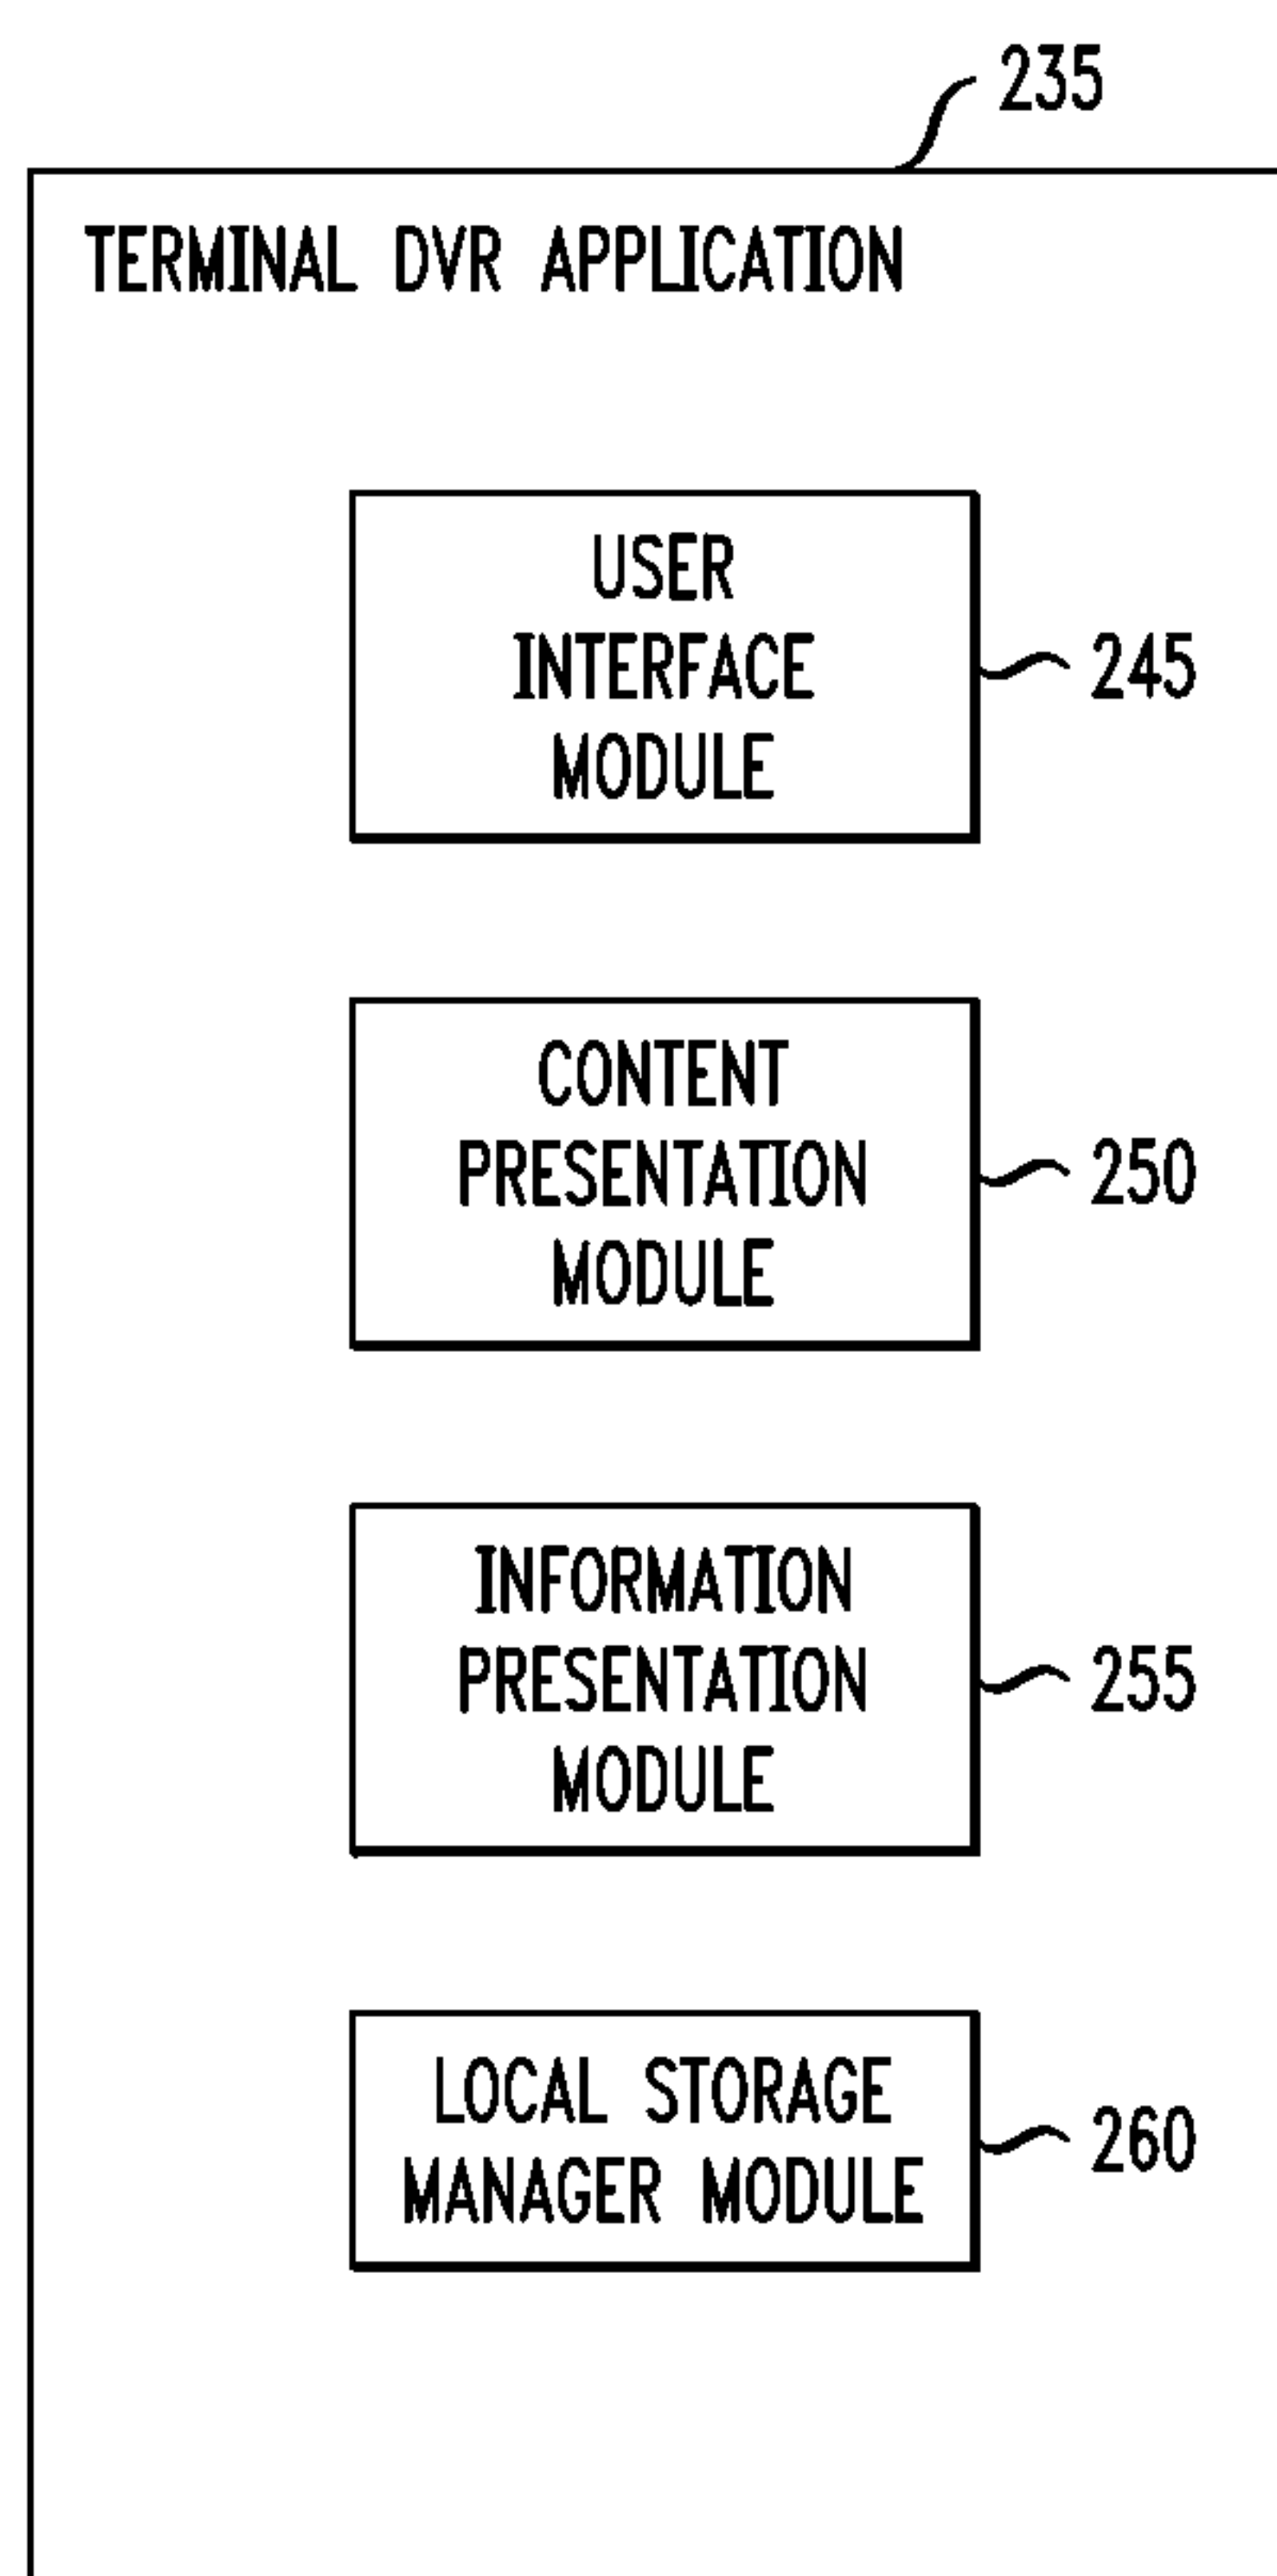 235
TERMINAL DVR APPLICATION
USER
INTERFACE
MODULE
245
CONTENT
PRESENTATION
MODULE
250
INFORMATION
PRESENTATION
MODULE
255
LOCAL STORAGE
MANAGER MODULE
260